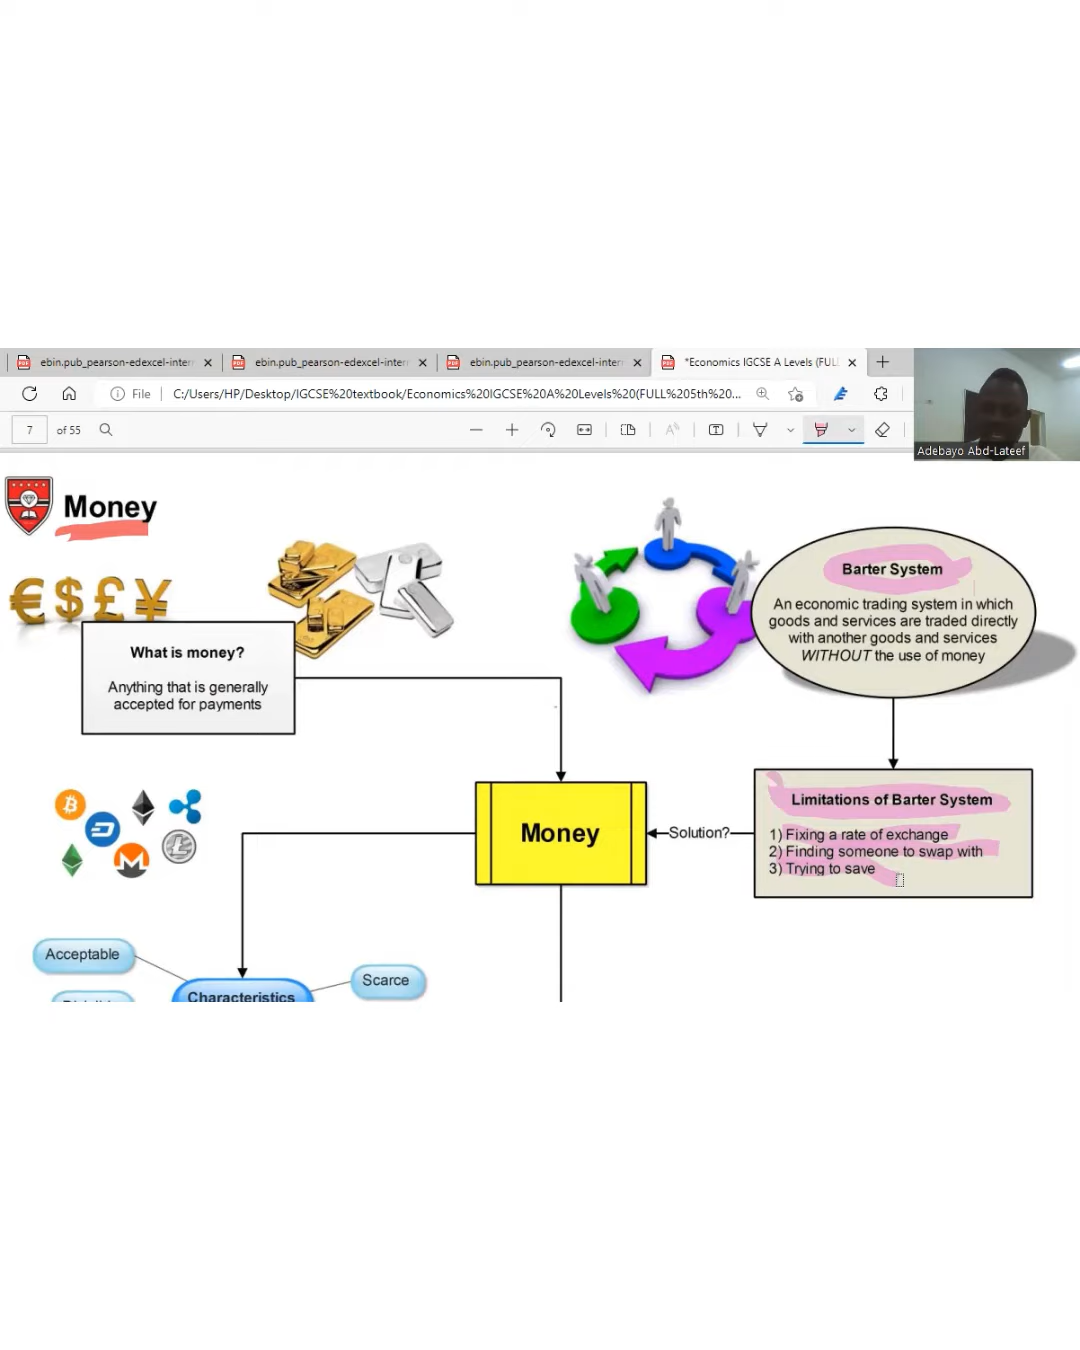 ebin.pub_pearson-edexcel-inter
ebin.pub_pearson-edexcel-inter
ebin.pub_pearson-edexcel-inter
*Economics IGCSE A Levels (FUL
File
C:/Users/HP/Desktop/IGCSE%20textbook/Economics%20IGCSE%20A%20Levels%20(FULL%205th%20...
7 of 55
Adebayo Abd-Lateef
Money
€$£¥
What is money?
Anything that is generally
accepted for payments
Barter System
An economic trading system in which
goods and services are traded directly
with another goods and services
WITHOUT the use of money
Limitations of Barter System
1) Fixing a rate of exchange
2) Finding someone to swap with
3) Trying to save
Solution?
Money
Acceptable
Scarce
Characteristics